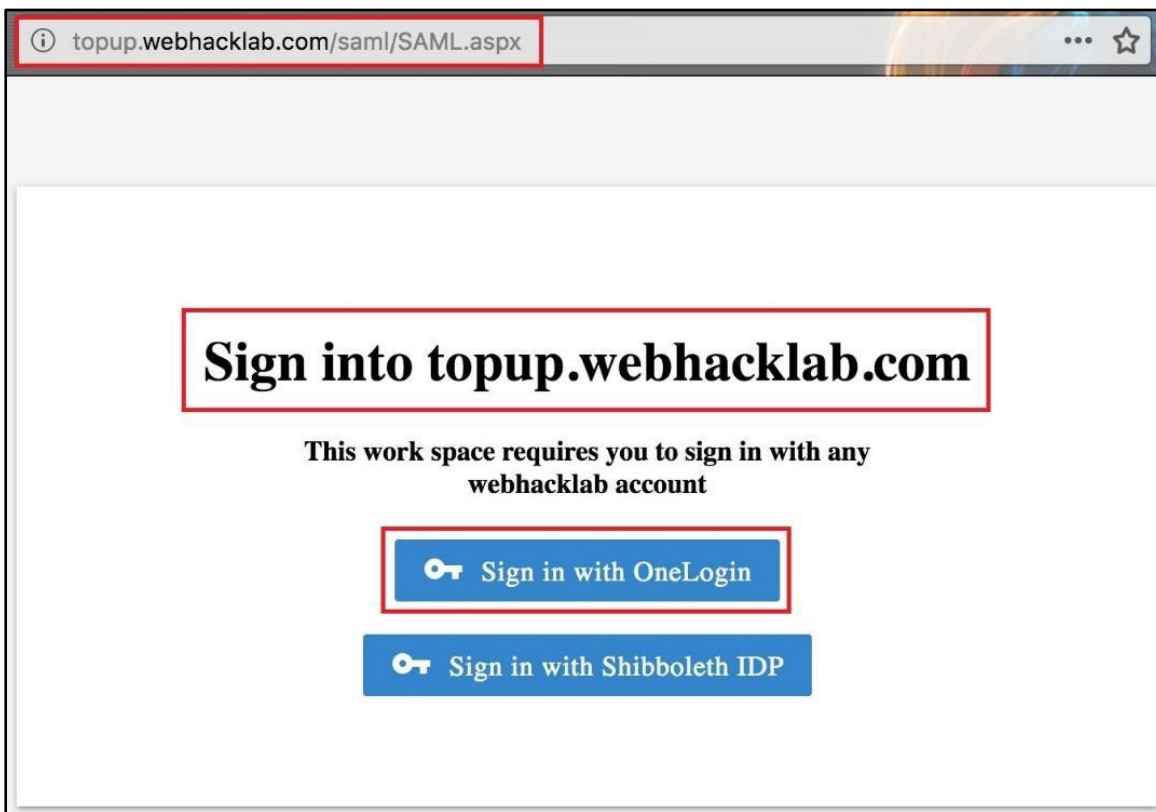 topup.webhacklab.com/saml/SAML.aspx
Sign into topup.webhacklab.com
This work space requires you to sign in with any
webhacklab account
Sign in with OneLogin
Sign in with Shibboleth IDP